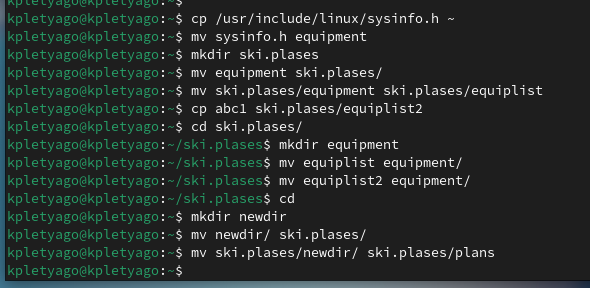 kpletyago@kpletyago:~$
kpletyago@kpletyago:~$ cp /usr/include/linux/sysinfo.h ~
kpletyago@kpletyago:~$ mv sysinfo.h equipment
kpletyago@kpletyago:~$ mkdir ski.plases
kpletyago@kpletyago:~$ mv equipment ski.plases/
kpletyago@kpletyago:~$ mv ski.plases/equipment ski.plases/equiplist
kpletyago@kpletyago:~$ cp abc1 ski.plases/equiplist2
kpletyago@kpletyago:~$ cd ski.plases/
kpletyago@kpletyago:~/ski.plases$ mkdir equipment
kpletyago@kpletyago:~/ski.plases$ mv equiplist equipment/
kpletyago@kpletyago:~/ski.plases$ mv equiplist2 equipment/
kpletyago@kpletyago:~/ski.plases$ cd
kpletyago@kpletyago:~$ mkdir newdir
kpletyago@kpletyago:~$ mv newdir/ ski.plases/
kpletyago@kpletyago:~$ mv ski.plases/newdir/ ski.plases/plans
kpletyago@kpletyago:~$